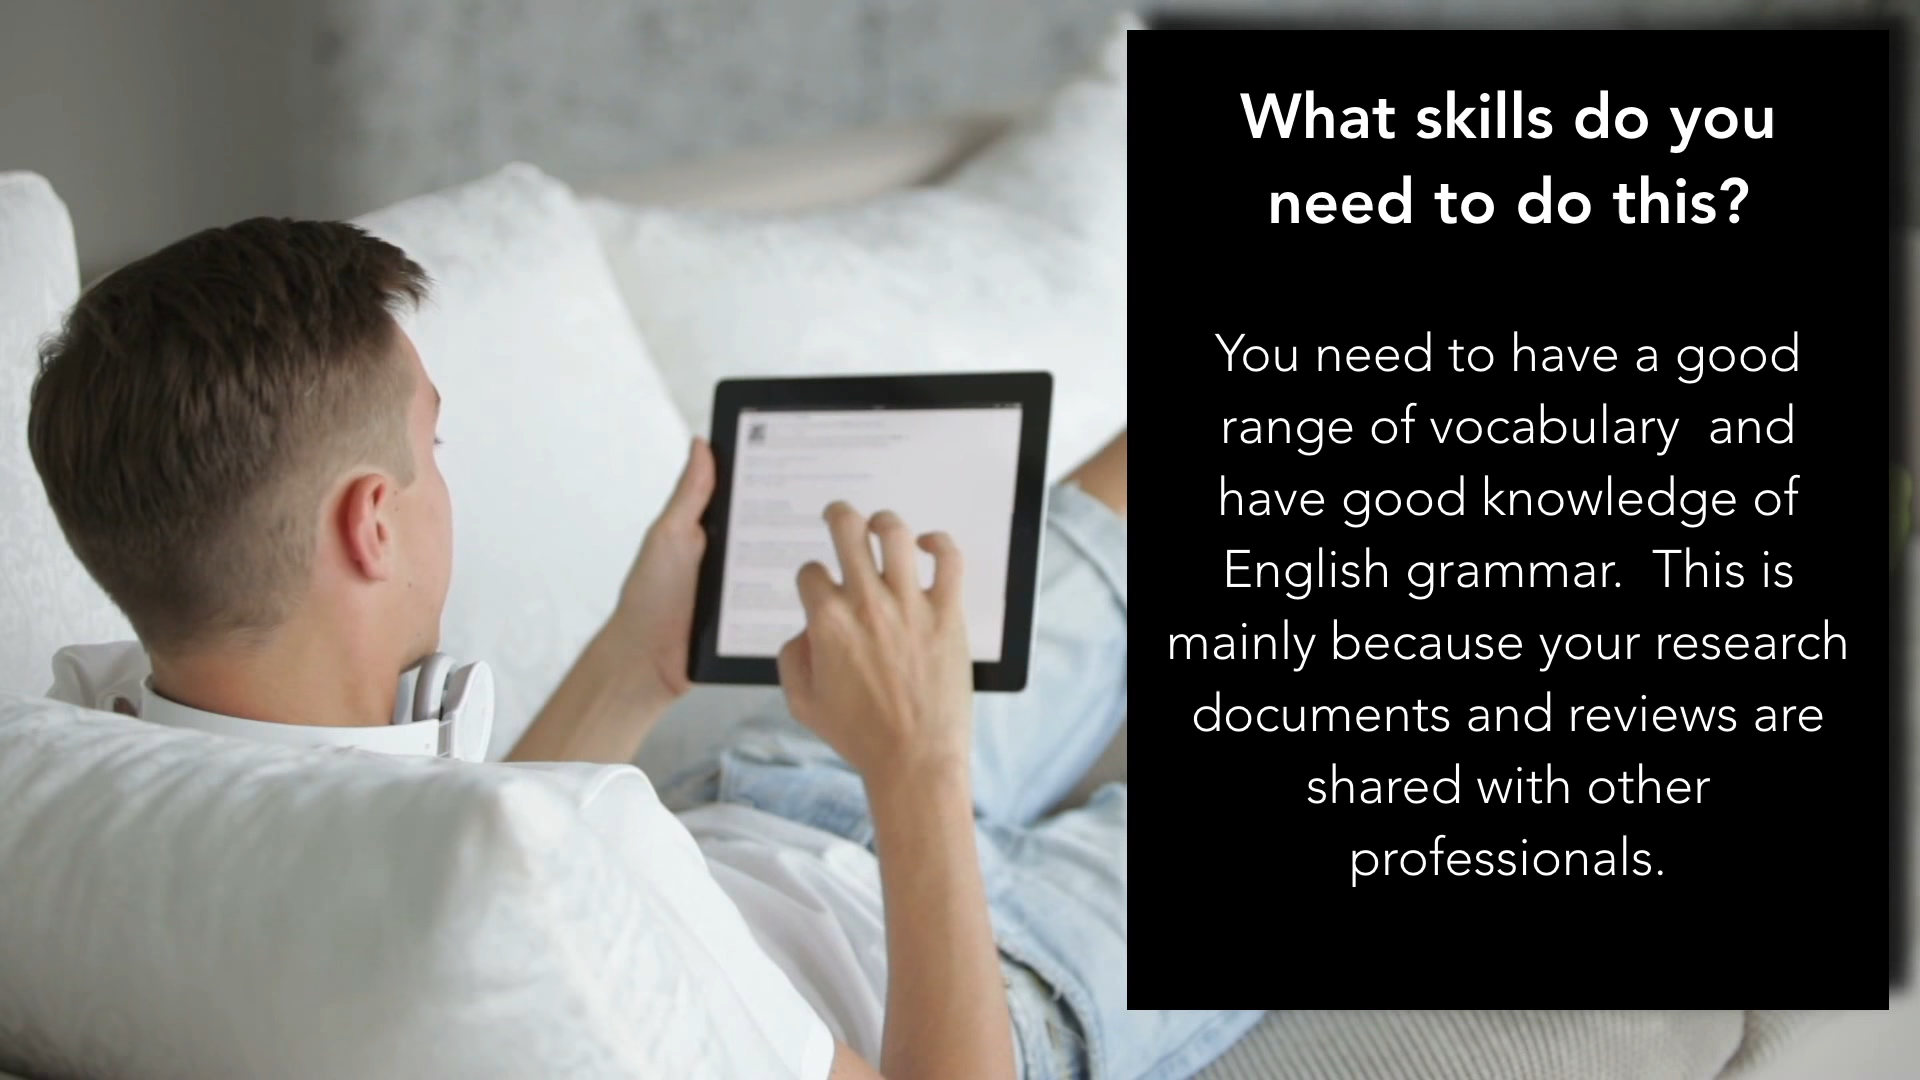 What skills do you
need to do this?
You need to have a good
range of vocabulary  and
have good knowledge of
English grammar.  This is
mainly because your research
documents and reviews are
shared with other
professionals.